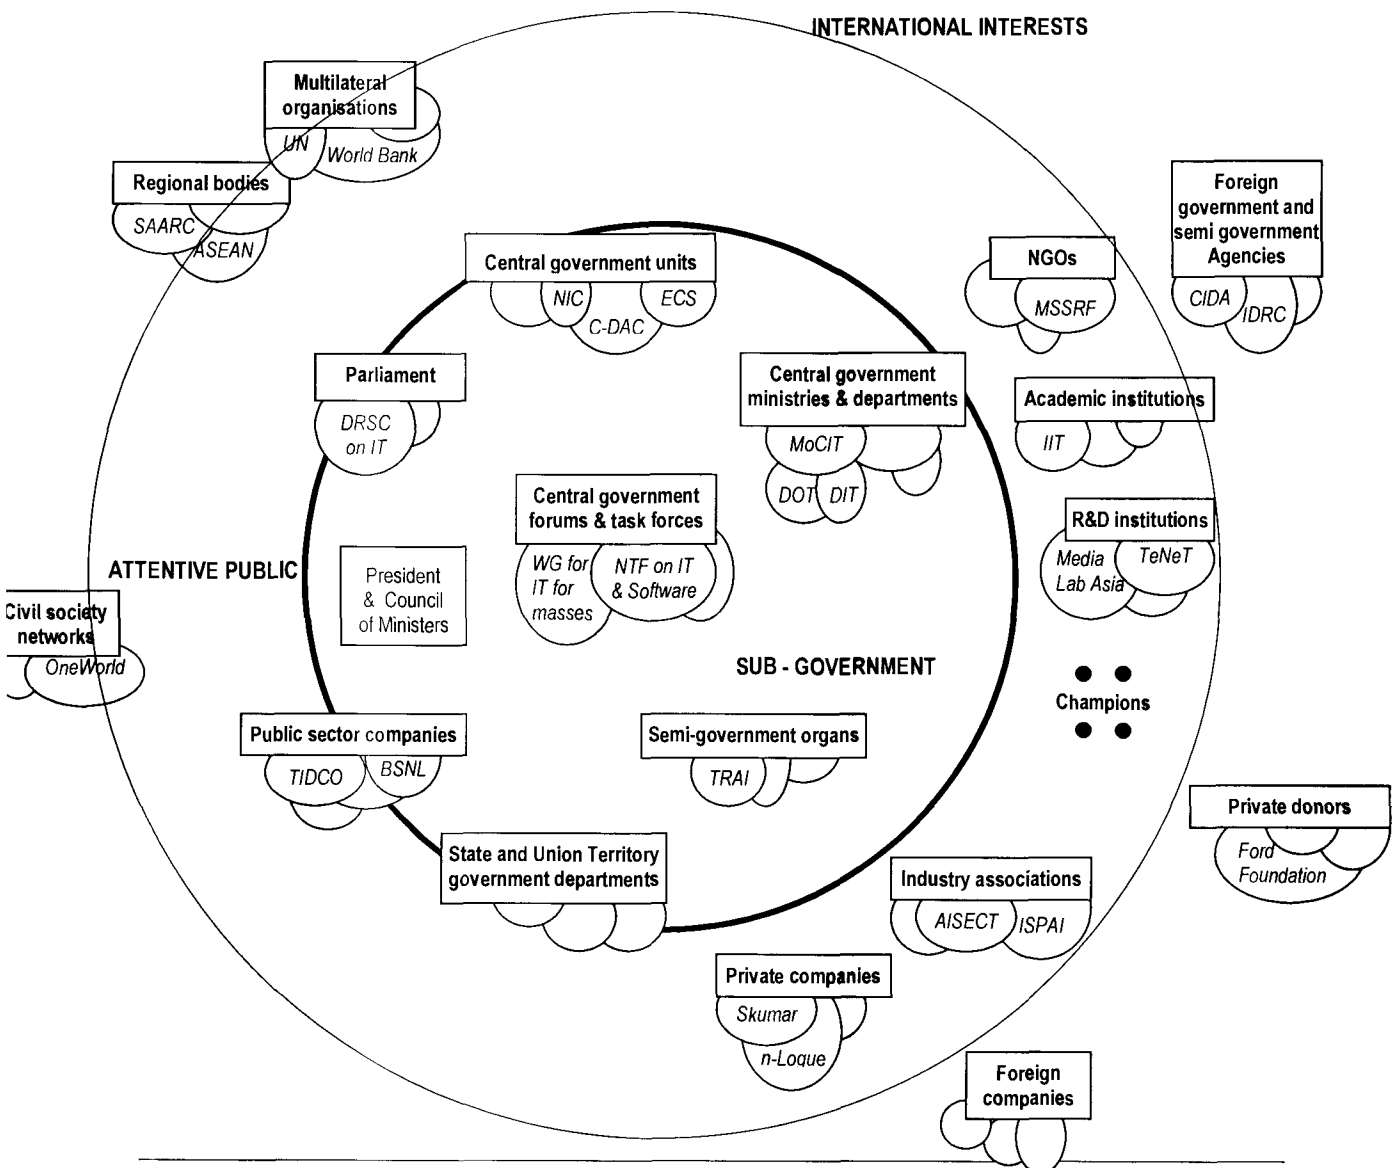 INTERNATIONAL INTERESTS
Multilateral
organisations
UN
World Bank
Regional bodies
SAARC
ASEAN
Foreign
government and
semi government
Agencies
CIDA
IDRC
NGOs
MSSRF
Central government units
NIC
ECS
C-DAC
Parliament
DRSC
on IT
Central government
ministries & departments
MoCIT
DOT
DIT
Academic institutions
IIT
Central government
forums & task forces
WG for
IT for
masses
NTF on IT
& Software
R&D institutions
Media
Lab Asia
TeNeT
ATTENTIVE PUBLIC
President
& Council
of Ministers
Civil society
networks
OneWorld
SUB - GOVERNMENT
Champions
Public sector companies
TIDCO
BSNL
Semi-government organs
TRAI
Private donors
Ford
Foundation
State and Union Territory
government departments
Industry associations
AISECT
ISPAI
Private companies
Skumar
n-Logue
Foreign
companies